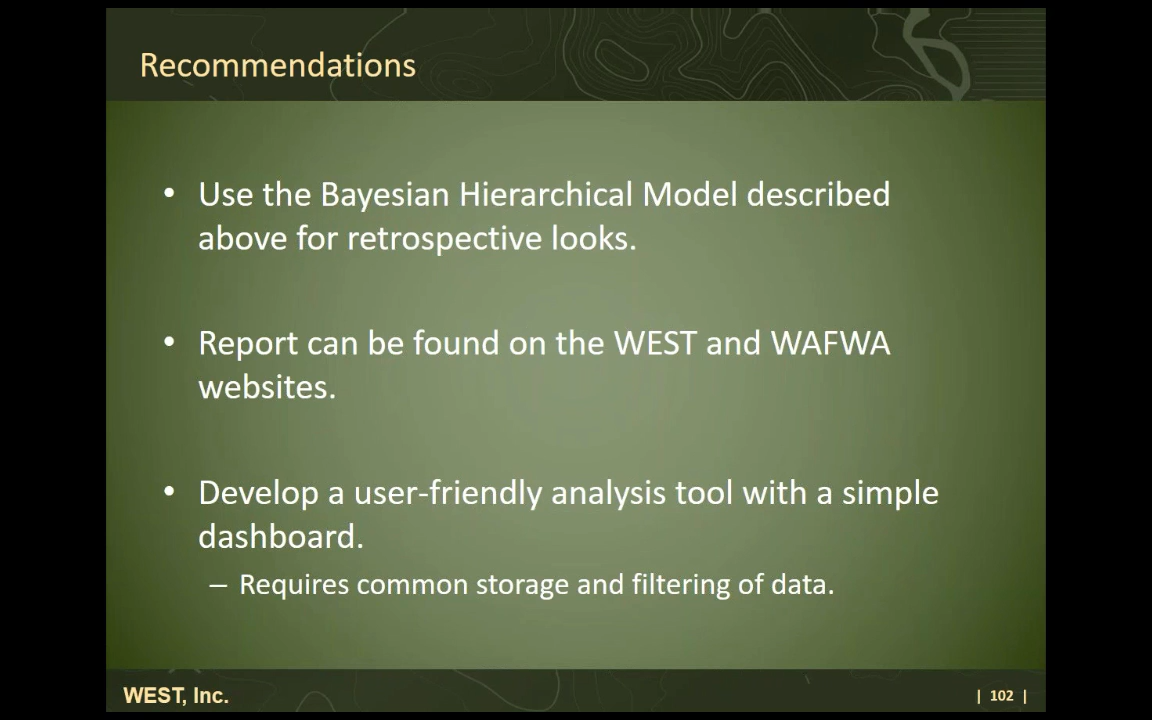 Recommendations
• Use the Bayesian Hierarchical Model described
above for retrospective looks.
• Report can be found on the WEST and WAFWA
websites.
• Develop a user-friendly analysis tool with a simple
dashboard.
– Requires common storage and filtering of data.
WEST, Inc.
| 102 |